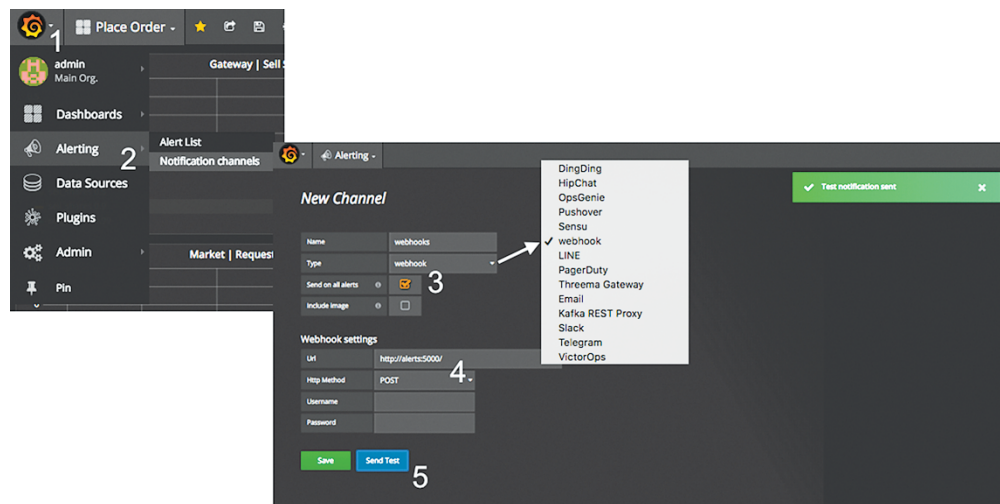 1
Place Order
admin
Main Org.
Gateway | Sell
Dashboards
Alerting
2
Alert List
Notification channels
Data Sources
Plugins
Admin
Market | Request
Pin
Alerting
New Channel
Name webhooks
Type webhook
Send on all alerts
3
Include image
Webhook settings
Url http://alerts:5000/
4
Http Method POST
Username
Password
Save Send Test
5
DingDing
HipChat
OpsGenie
Pushover
Sensu
webhook
LINE
PagerDuty
Threema Gateway
Email
Kafka REST Proxy
Slack
Telegram
VictorOps
Test notification sent